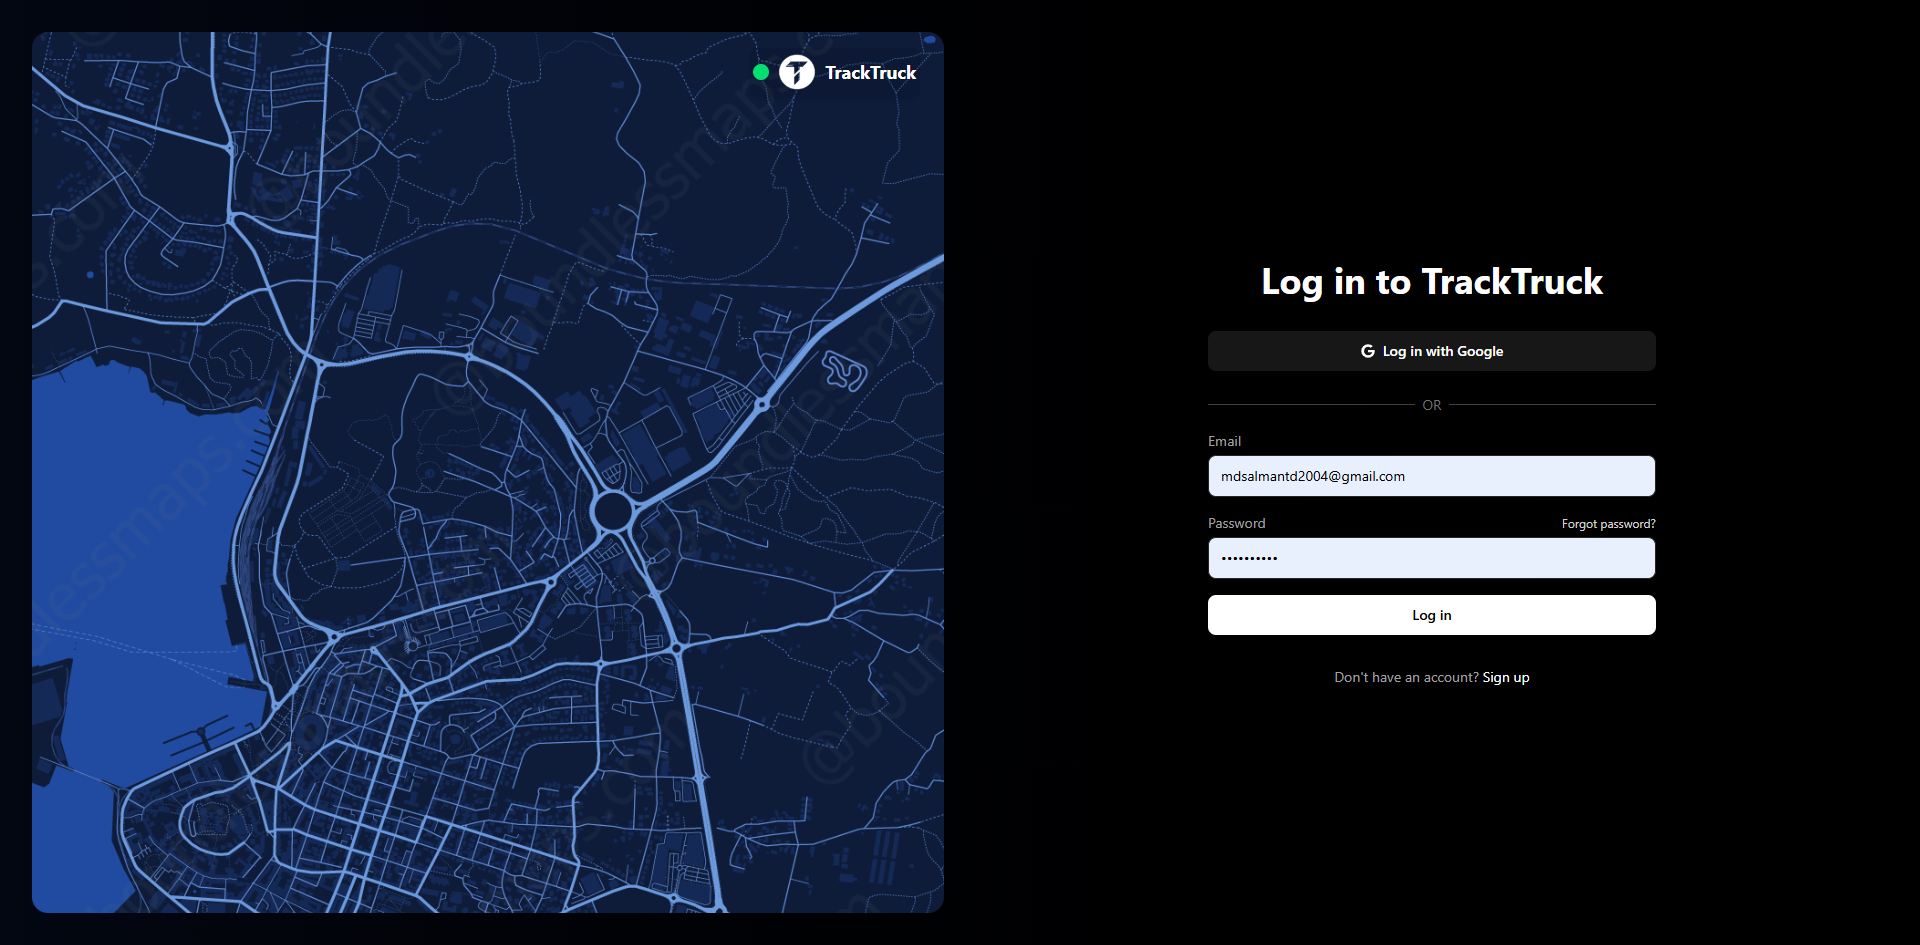 TrackTruck
Log in to TrackTruck
Log in with Google
OR
Email
mdsalmantd2004@gmail.com
Password
Forgot password?
••••••••••
Log in
Don't have an account? Sign up